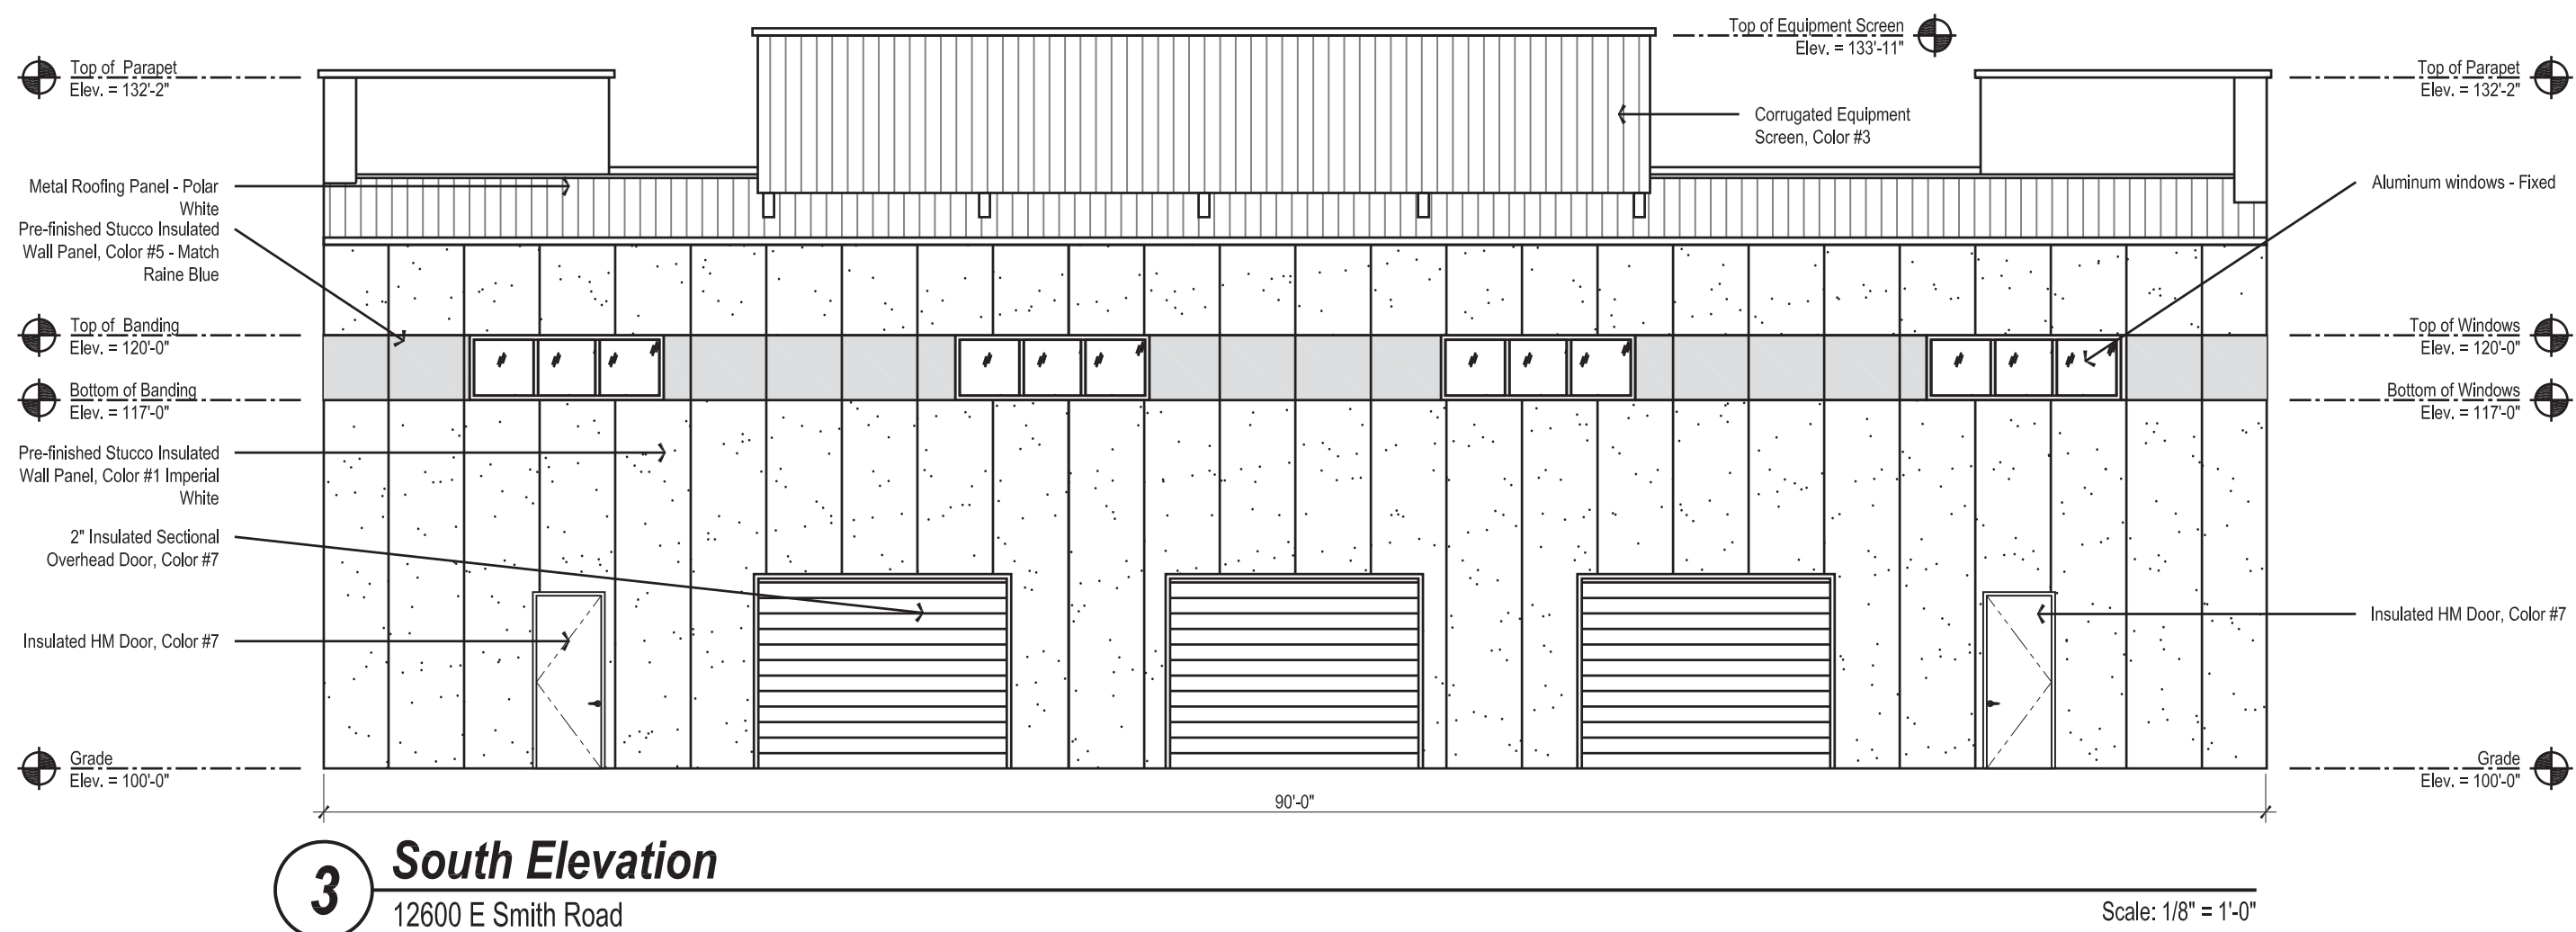 Top of Equipment Screen
Elev. = 133'-11"
Top of Parapet
Elev. = 132'-2"
Top of Parapet
Elev. = 132'-2"
Corrugated Equipment
Screen, Color #3
Metal Roofing Panel - Polar
White
Aluminum windows - Fixed
Pre-finished Stucco Insulated
Wall Panel, Color #5 - Match
Raine Blue
Top of Banding
Elev. = 120'-0"
Top of Windows
Elev. = 120'-0"
Bottom of Banding
Elev. = 117'-0"
Bottom of Windows
Elev. = 117'-0"
Pre-finished Stucco Insulated
Wall Panel, Color #1 Imperial
White
2" Insulated Sectional
Overhead Door, Color #7
Insulated HM Door, Color #7
Insulated HM Door, Color #7
Grade
Elev. = 100'-0"
Grade
Elev. = 100'-0"
90'-0"
3
South Elevation
12600 E Smith Road
Scale: 1/8" = 1'-0"